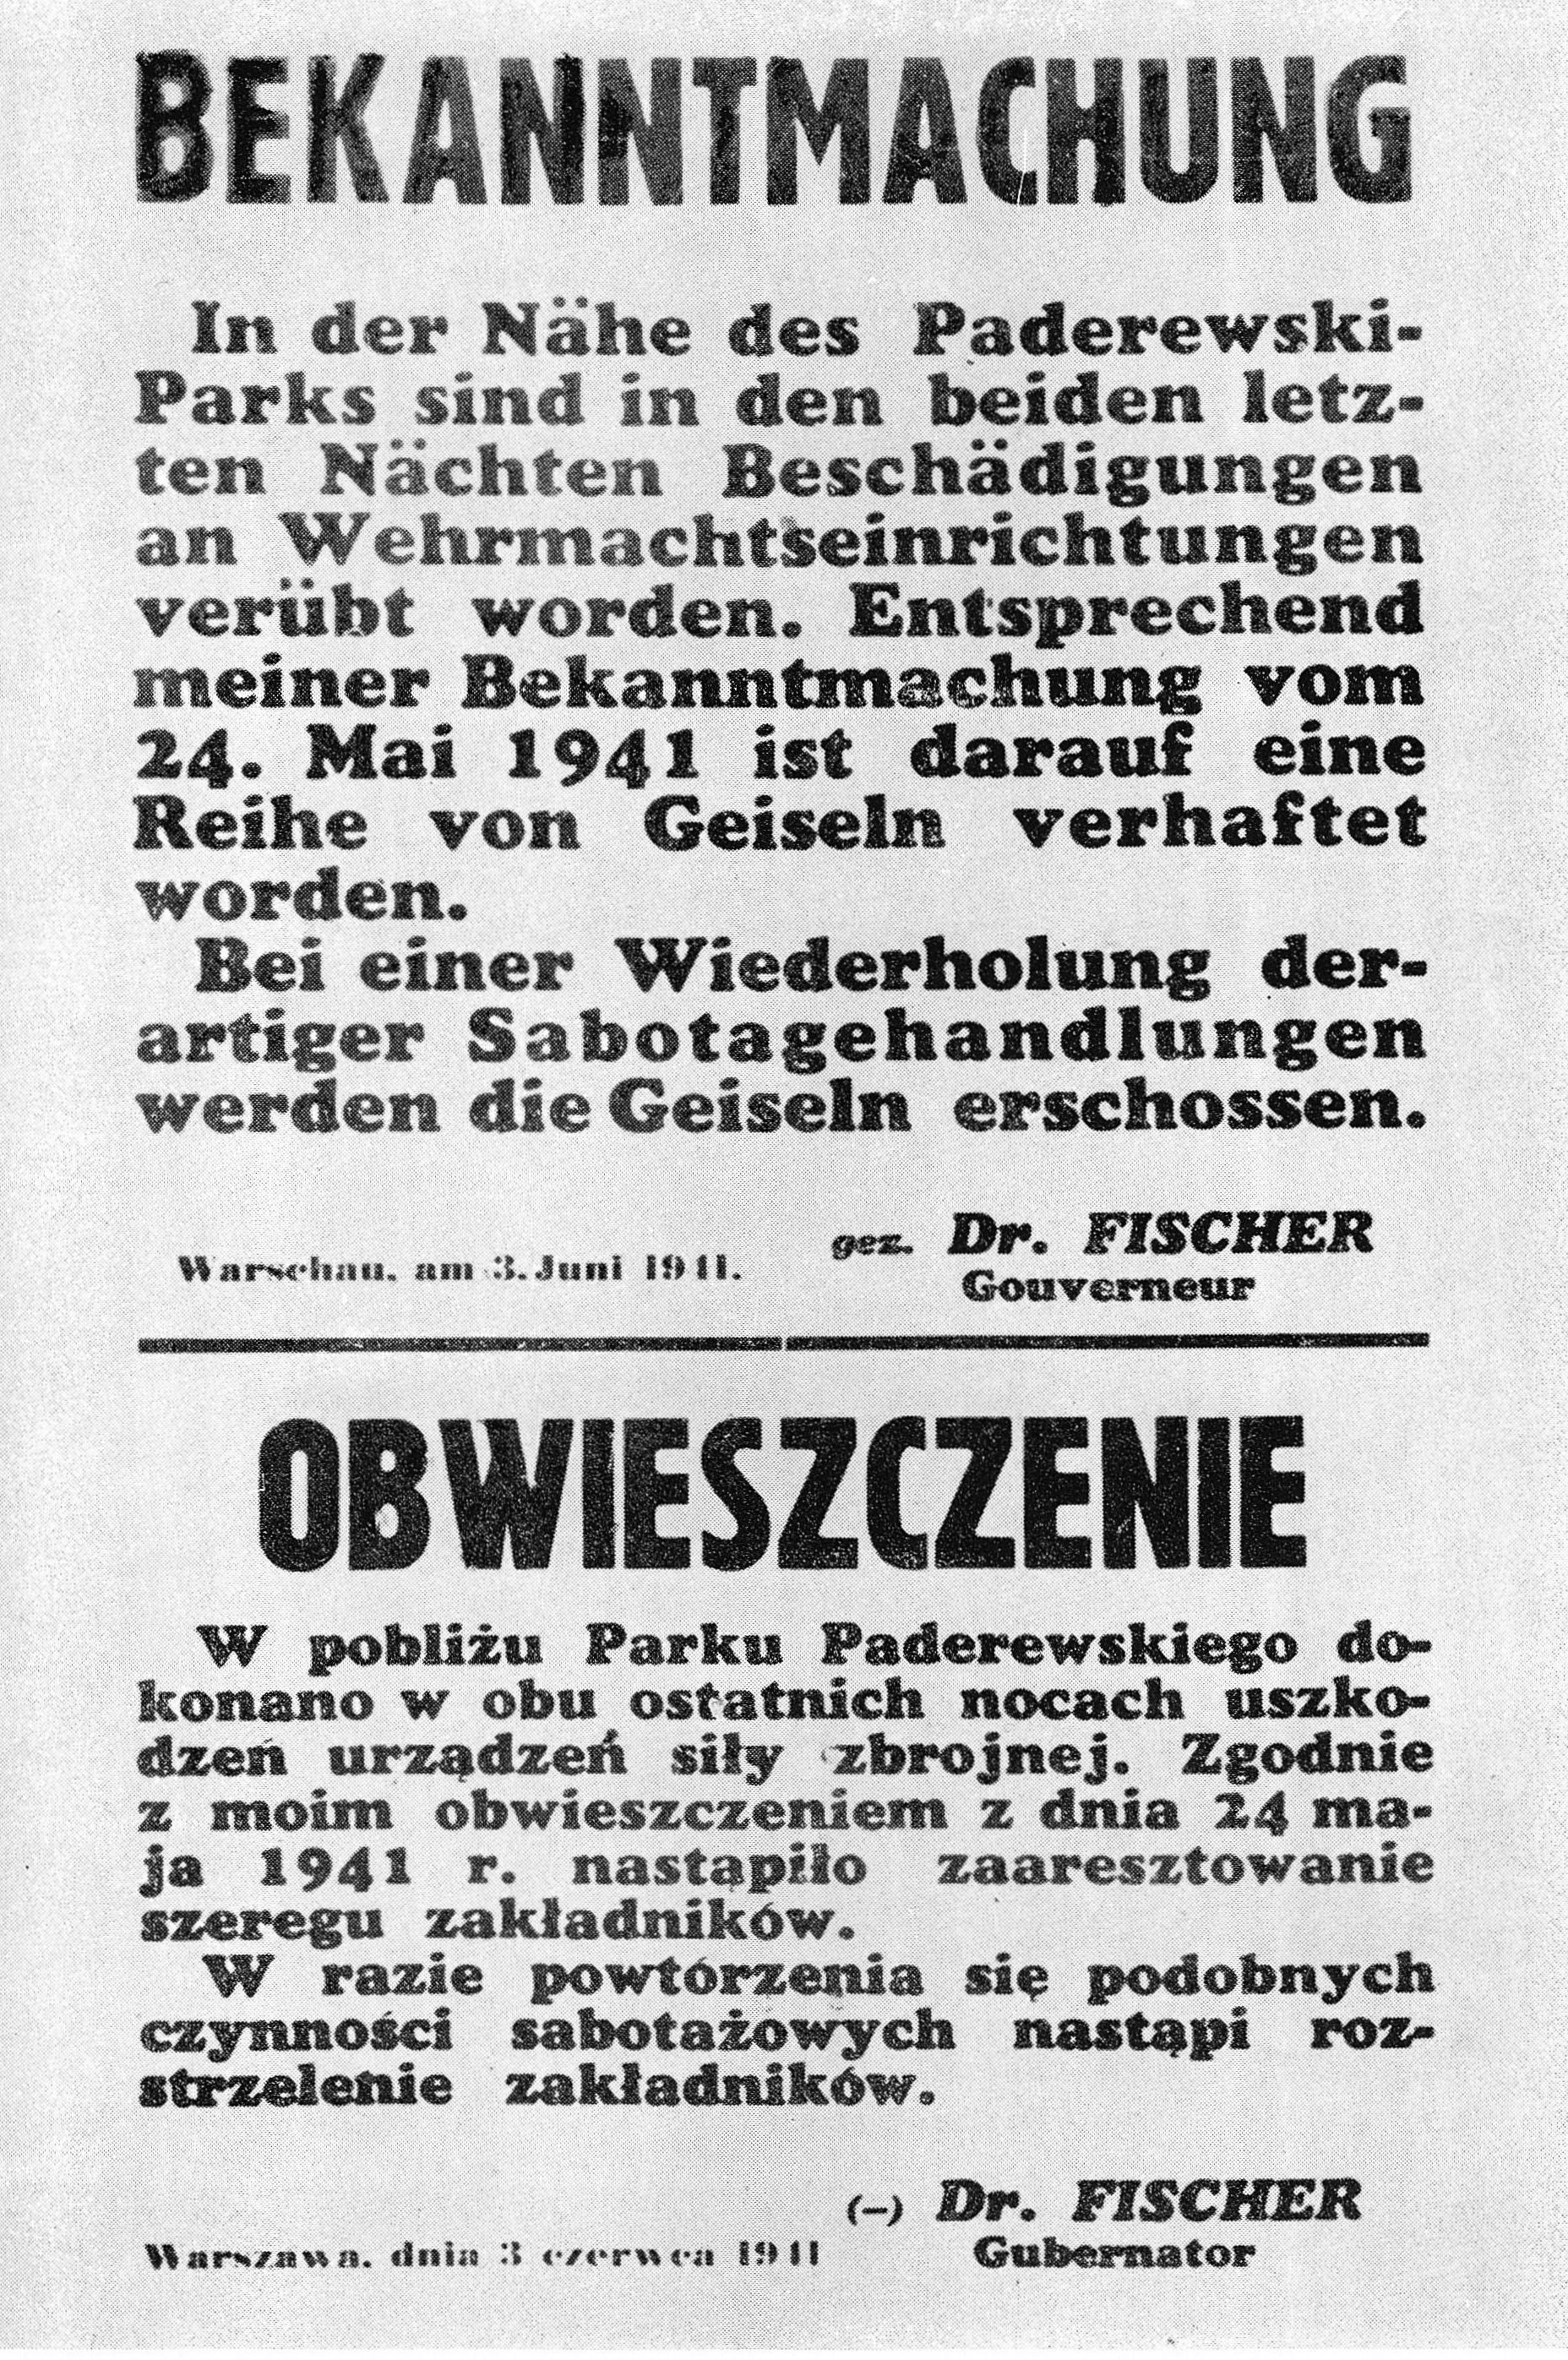 BEKANNTMACHUNG
In der Nähe des Paderewski-
Parks sind in den beiden letz-
ten Nächten Beschädigungen
an Wehrmachtseinrichtungen
verübt worden. Entsprechend
meiner Bekanntmachung vom
24. Mai 1941 ist darauf eine
Reihe von Geiseln verhaftet
worden.
Bei einer Wiederholung der-
artiger Sabotagehandlungen
werden die Geiseln erschossen.
gez. Dr. FISCHER
Warschau, am 3. Juni 1941.
Gouverneur
OBWIESZCZENIE
W pobliżu Parku Paderewskiego do-
konano w obu ostatnich nocach uszko-
dzeń urządzeń siły zbrojnej. Zgodnie
z moim obwieszczeniem z dnia 24 ma-
ja 1941 r. nastąpiło zaaresztowanie
szeregu zakładników.
W razie powtórzenia się podobnych
czynności sabotażowych nastąpi roz-
strzelenie zakładników.
(–) Dr. FISCHER
Warszawa, dnia 3 czerwca 1941
Gubernator